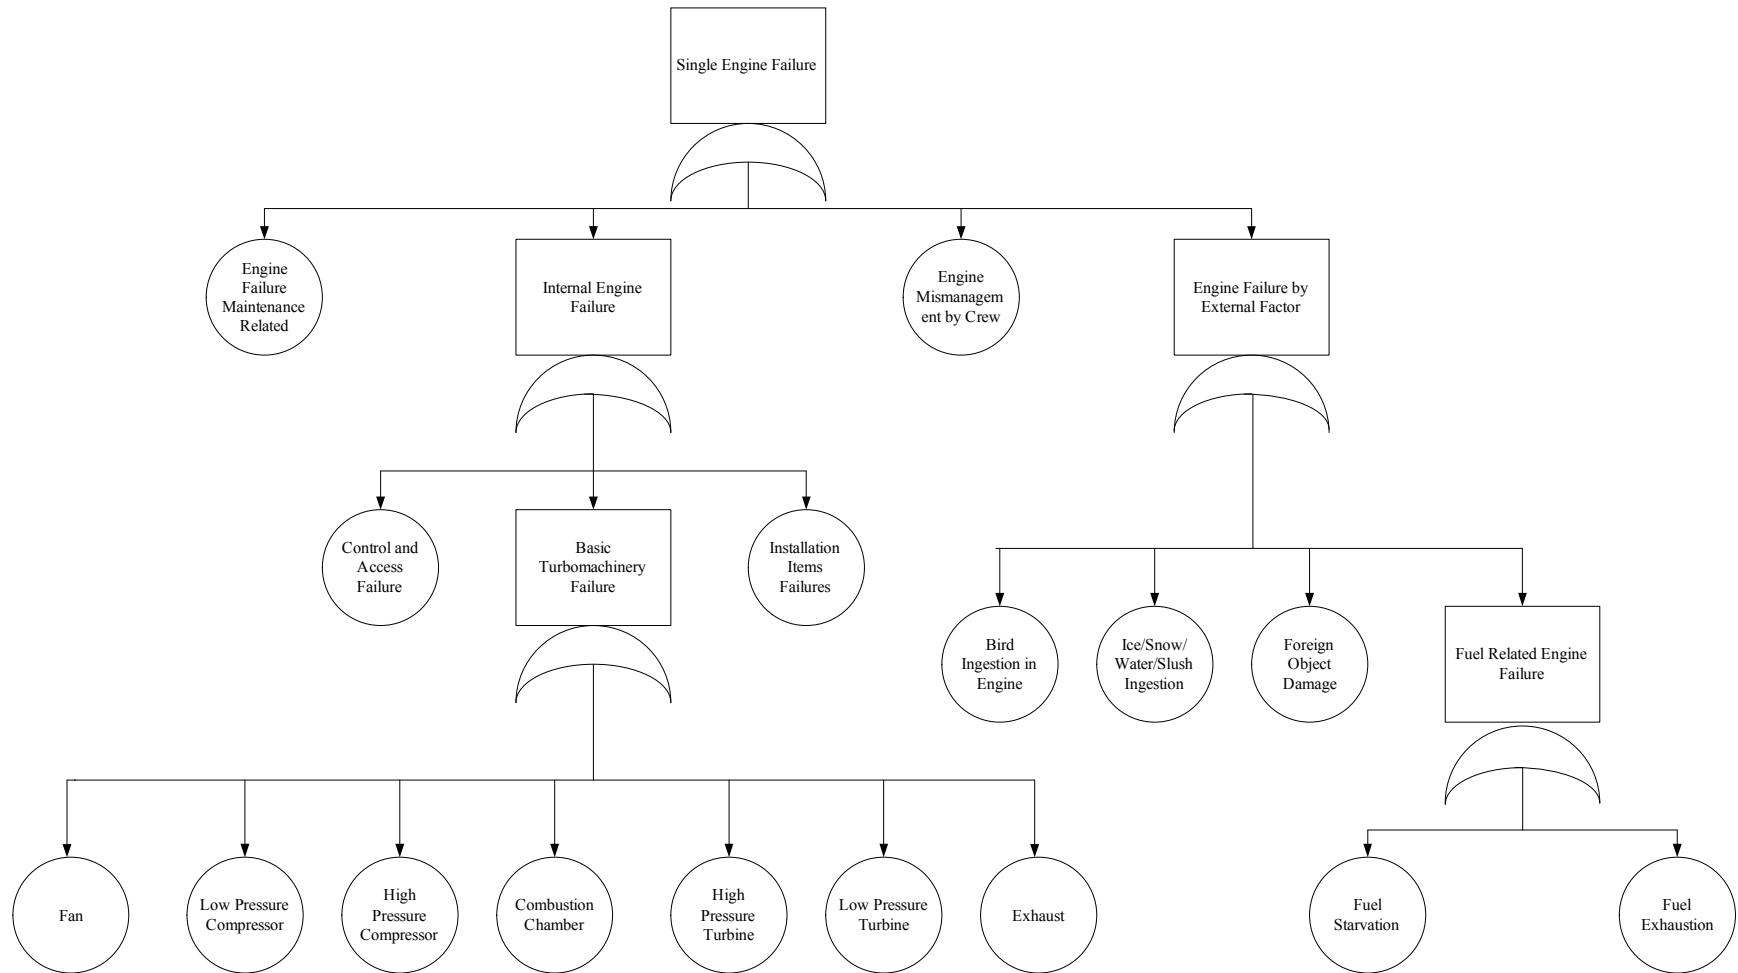 Single Engine Failure
Engine
Failure
Maintenance
Related
Internal Engine
Failure
Engine
Mismanagem
ent by Crew
Engine Failure by
External Factor
Control and
Access
Failure
Basic
Turbomachinery
Failure
Installation
Items
Failures
Bird
Ingestion in
Engine
Ice/Snow/
Water/Slush
Ingestion
Foreign
Object
Damage
Fuel Related Engine
Failure
Fan
Low Pressure
Compressor
High
Pressure
Compressor
Combustion
Chamber
High
Pressure
Turbine
Low Pressure
Turbine
Exhaust
Fuel
Starvation
Fuel
Exhaustion